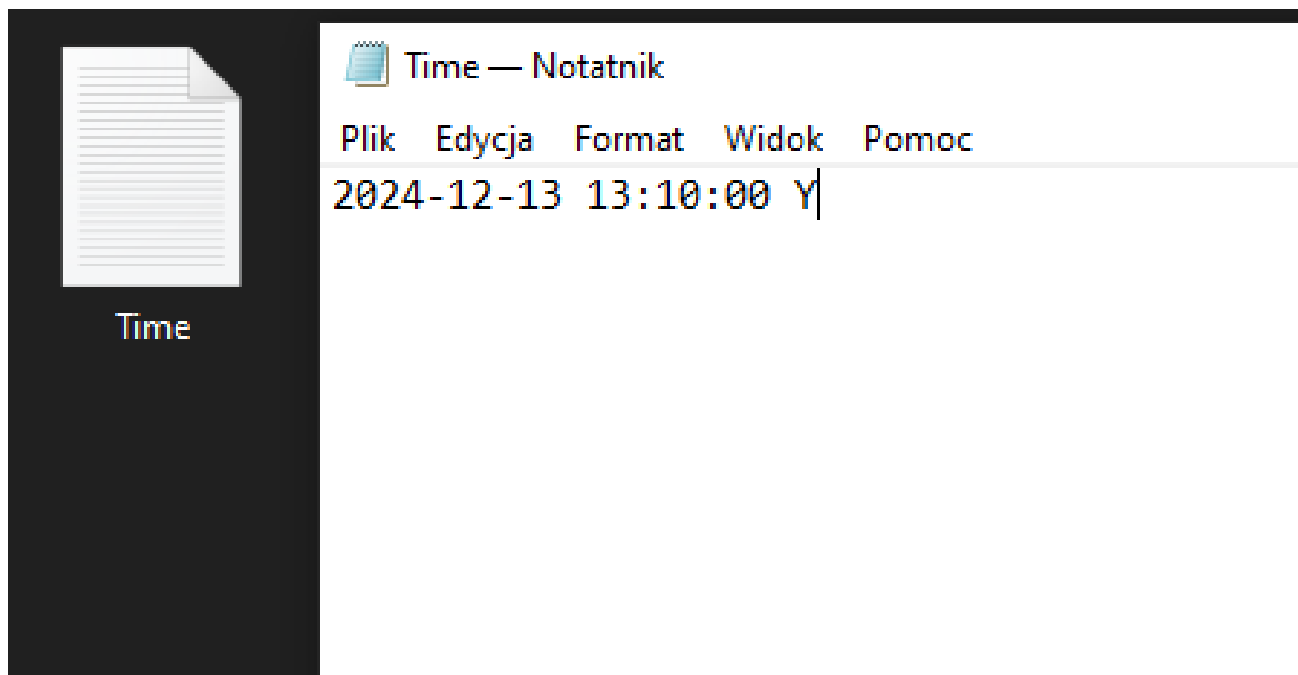 Time — Notatnik
Plik Edycja Format Widok Pomoc
2024-12-13 13:10:00 Y
Time